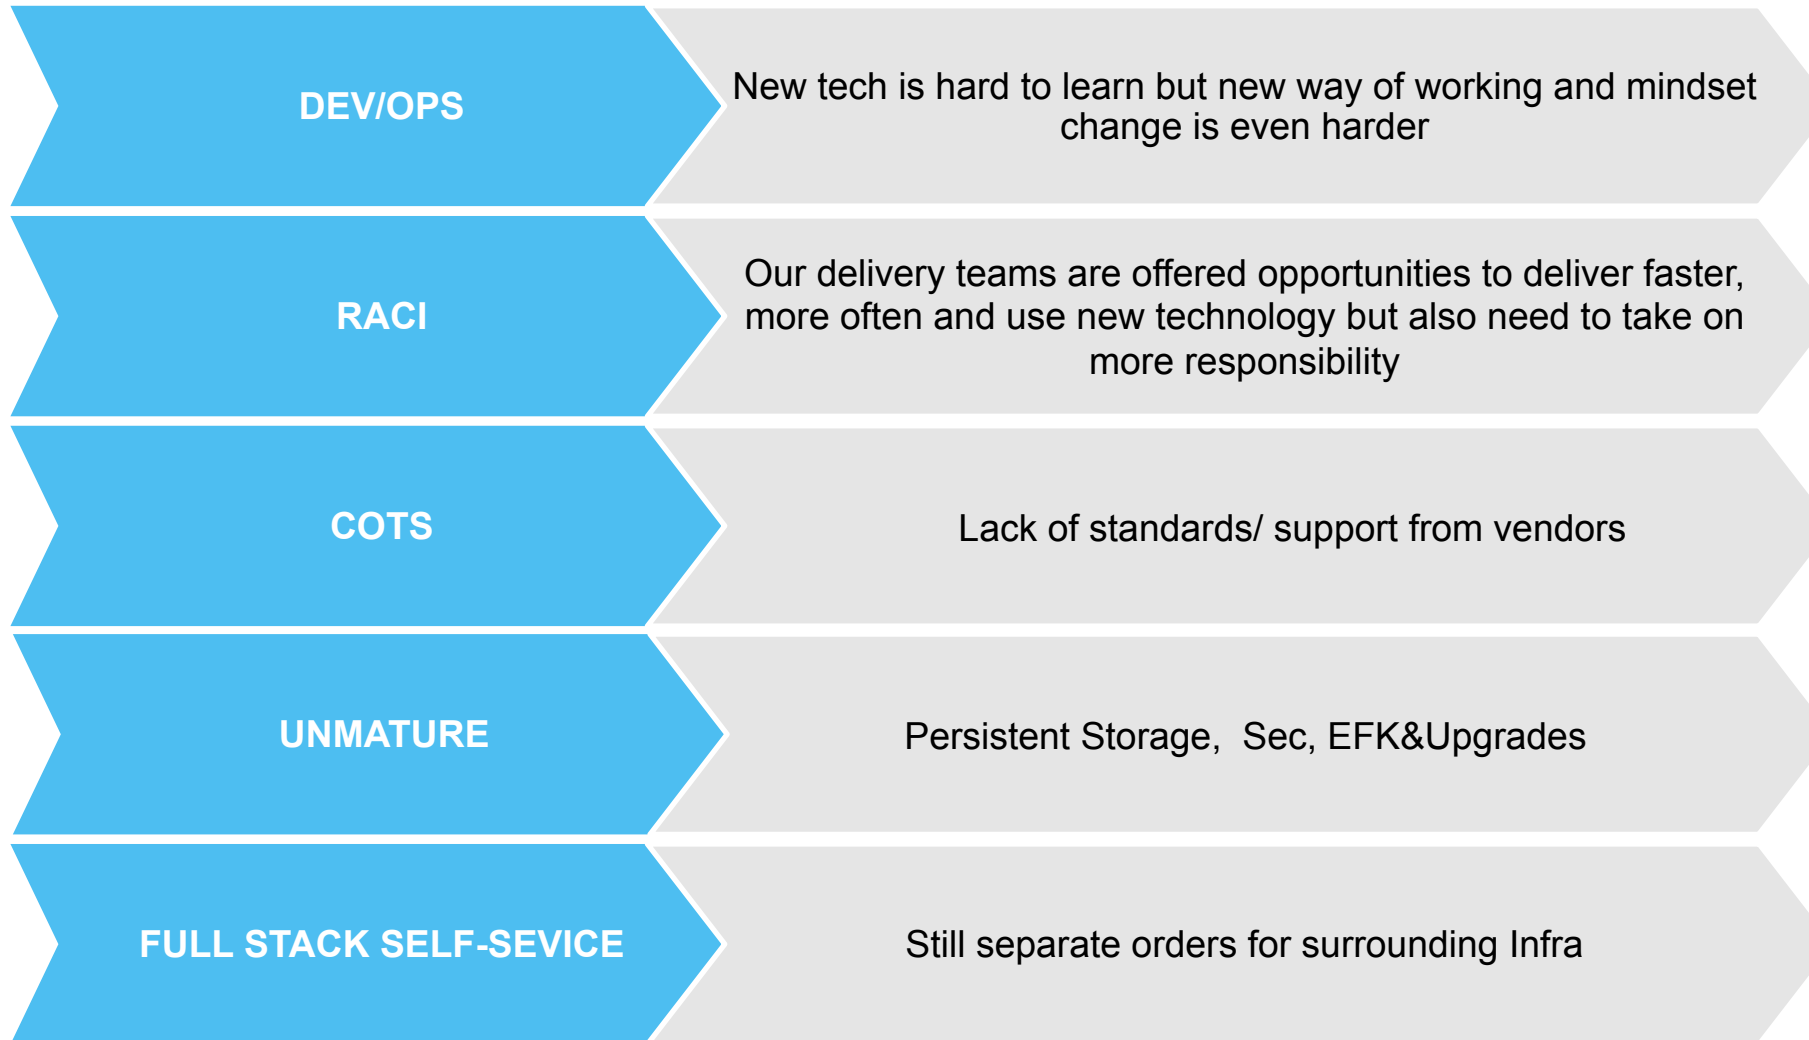 DEV/OPS
New tech is hard to learn but new way of working and mindset
change is even harder
RACI
Our delivery teams are offered opportunities to deliver faster,
more often and use new technology but also need to take on
more responsibility
COTS
Lack of standards/ support from vendors
UNMATURE
Persistent Storage,  Sec, EFK&Upgrades
FULL STACK SELF-SEVICE
Still separate orders for surrounding Infra